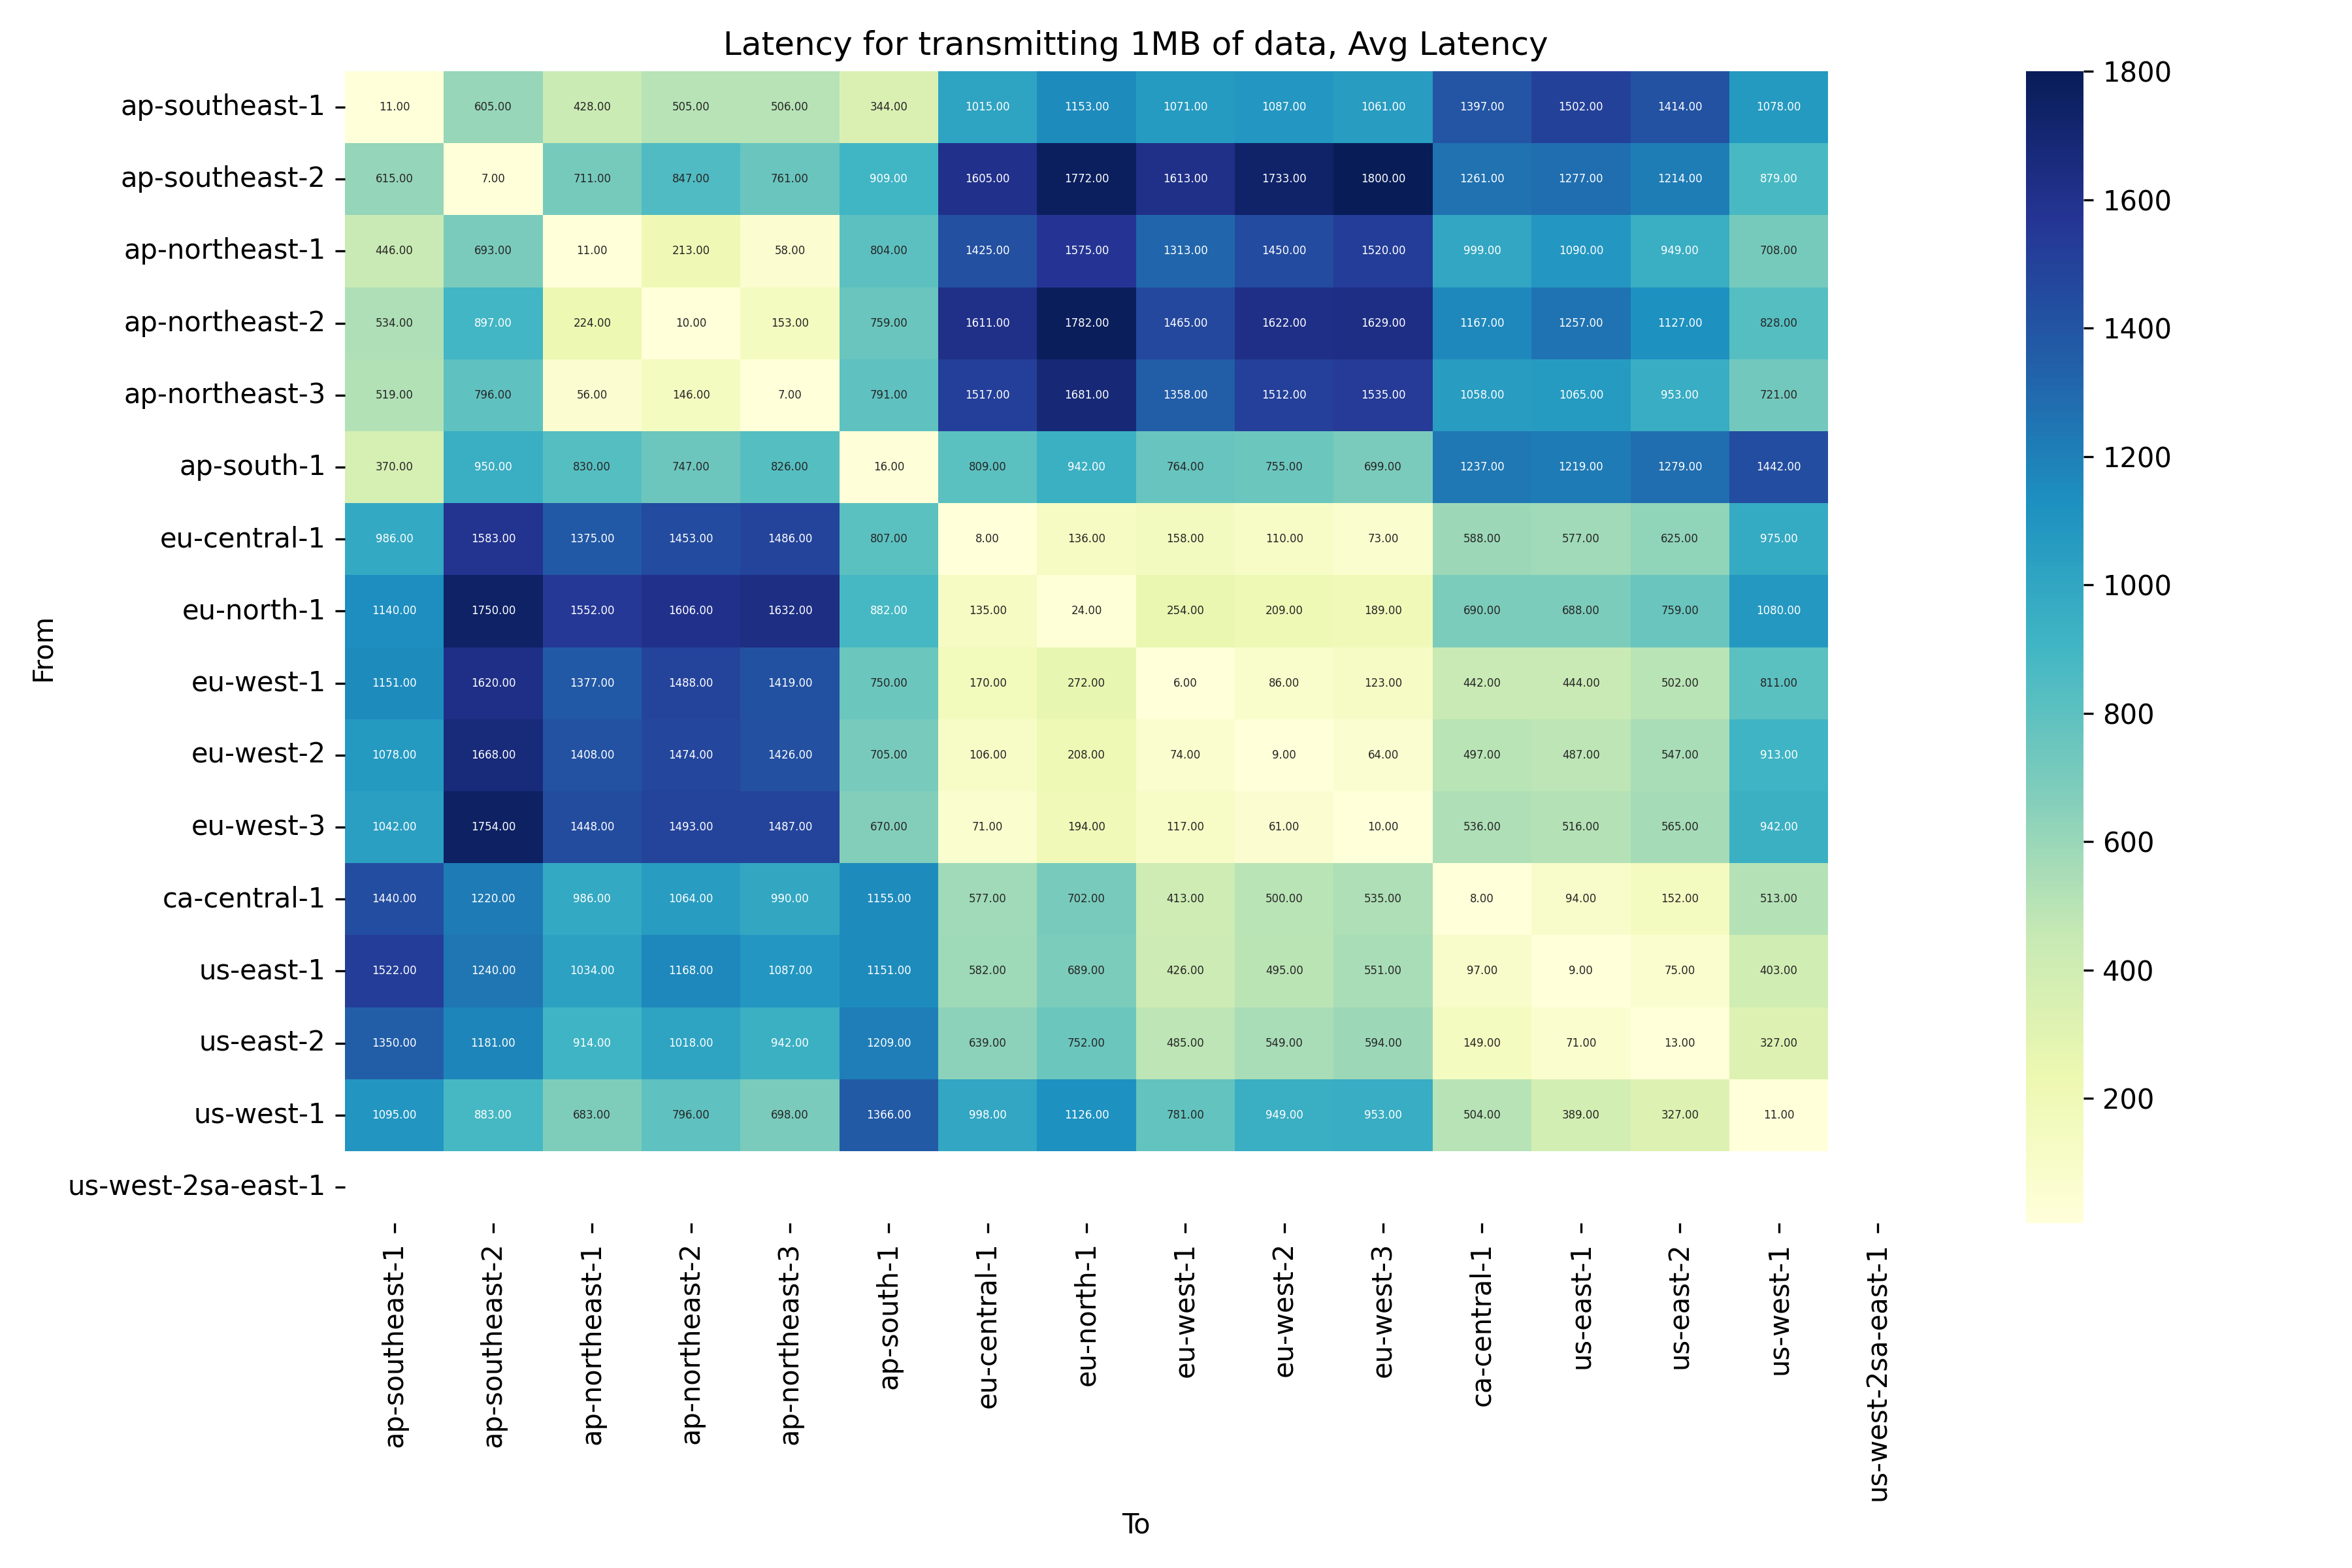 Latency for transmitting 1MB of data, Avg Latency
ap-southeast-1 11.00 605.00 428.00 505.00 506.00 344.00 1015.00 1153.00 1071.00 1087.00 1061.00 1397.00 1502.00 1414.00 1078.00
ap-southeast-2 615.00 7.00 711.00 847.00 761.00 909.00 1605.00 1772.00 1613.00 1733.00 1800.00 1261.00 1277.00 1214.00 879.00
ap-northeast-1 446.00 693.00 11.00 213.00 58.00 804.00 1425.00 1575.00 1313.00 1450.00 1520.00 999.00 1090.00 949.00 708.00
ap-northeast-2 534.00 897.00 224.00 10.00 153.00 759.00 1611.00 1782.00 1465.00 1622.00 1629.00 1167.00 1257.00 1127.00 828.00
ap-northeast-3 519.00 796.00 56.00 146.00 7.00 791.00 1517.00 1681.00 1358.00 1512.00 1535.00 1058.00 1065.00 953.00 721.00
ap-south-1 370.00 950.00 830.00 747.00 826.00 16.00 809.00 942.00 764.00 755.00 699.00 1237.00 1219.00 1279.00 1442.00
eu-central-1 986.00 1583.00 1375.00 1453.00 1486.00 807.00 8.00 136.00 158.00 110.00 73.00 588.00 577.00 625.00 975.00
eu-north-1 1140.00 1750.00 1552.00 1606.00 1632.00 882.00 135.00 24.00 254.00 209.00 189.00 690.00 688.00 759.00 1080.00
eu-west-1 1151.00 1620.00 1377.00 1488.00 1419.00 750.00 170.00 272.00 6.00 86.00 123.00 442.00 444.00 502.00 811.00
eu-west-2 1078.00 1668.00 1408.00 1474.00 1426.00 705.00 106.00 208.00 74.00 9.00 64.00 497.00 487.00 547.00 913.00
eu-west-3 1042.00 1754.00 1448.00 1493.00 1487.00 670.00 71.00 194.00 117.00 61.00 10.00 536.00 516.00 565.00 942.00
ca-central-1 1440.00 1220.00 986.00 1064.00 990.00 1155.00 577.00 702.00 413.00 500.00 535.00 8.00 94.00 152.00 513.00
us-east-1 1522.00 1240.00 1034.00 1168.00 1087.00 1151.00 582.00 689.00 426.00 495.00 551.00 97.00 9.00 75.00 403.00
us-east-2 1350.00 1181.00 914.00 1018.00 942.00 1209.00 639.00 752.00 485.00 549.00 594.00 149.00 71.00 13.00 327.00
us-west-1 1095.00 883.00 683.00 796.00 698.00 1366.00 998.00 1126.00 781.00 949.00 953.00 504.00 389.00 327.00 11.00
us-west-2sa-east-1
From
ap-southeast-1
ap-southeast-2
ap-northeast-1
ap-northeast-2
ap-northeast-3
ap-south-1
eu-central-1
eu-north-1
eu-west-1
eu-west-2
eu-west-3
ca-central-1
us-east-1
us-east-2
us-west-1
us-west-2sa-east-1
To
1800
1600
1400
1200
1000
800
600
400
200